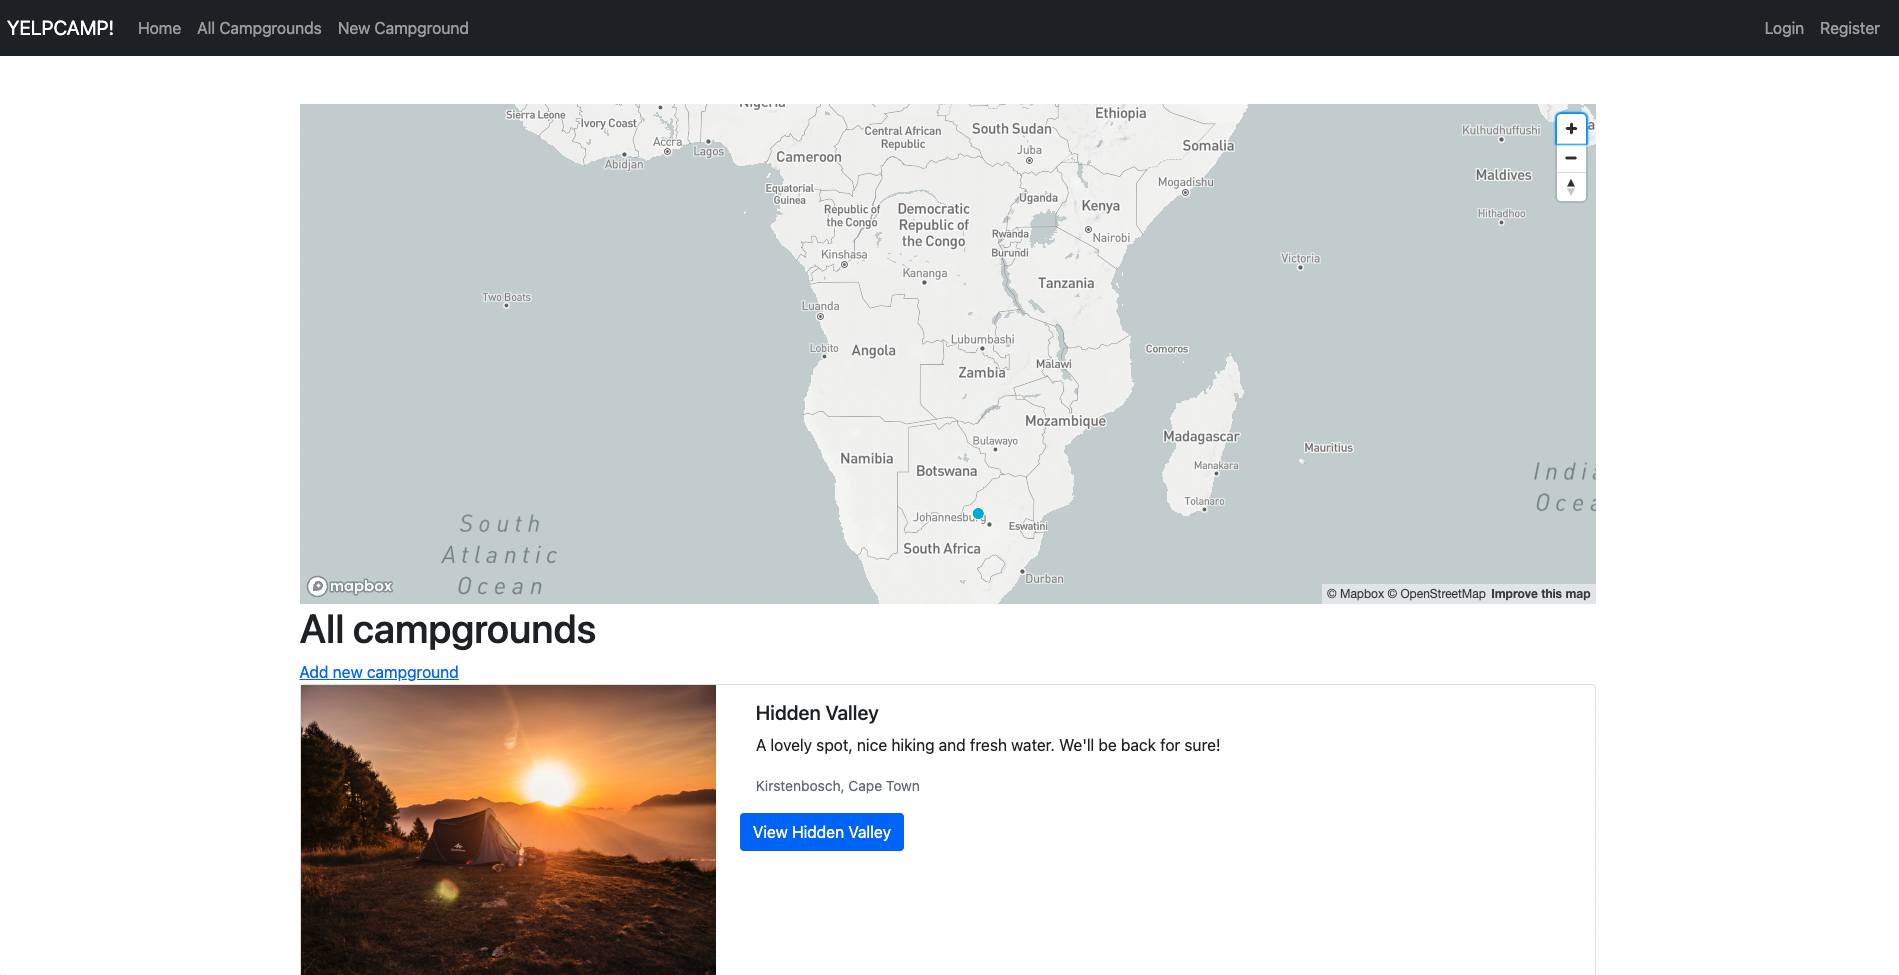 YELPCAMP! Home All Campgrounds New Campground Login Register
Nigeria
Ethiopia
Sierra Leone
Ivory Coast
Central African
Republic
South Sudan
Kulhudhuffushi
Accra
Abidjan
Lagos
Cameroon
Juba
Somalia
Maldives
Equatorial
Guinea
Mogadishu
Uganda
Kenya
Republic of
the Congo
Democratic
Republic of
the Congo
Hithadhoo
Rwanda
Nairobi
Burundi
Kinshasa
Victoria
Kananga
Tanzania
Two Boats
Luanda
Lubumbashi
Lobito
Angola
Comoros
Malawi
Zambia
Mozambique
Bulawayo
Madagascar
Mauritius
Namibia
Botswana
Manakara
India
Ocea
Tolanaro
Johannesburg
Eswatini
South
Atlantic
Ocean
South Africa
Durban
mapbox
© Mapbox © OpenStreetMap Improve this map
All campgrounds
Add new campground
Hidden Valley
A lovely spot, nice hiking and fresh water. We'll be back for sure!
Kirstenbosch, Cape Town
View Hidden Valley